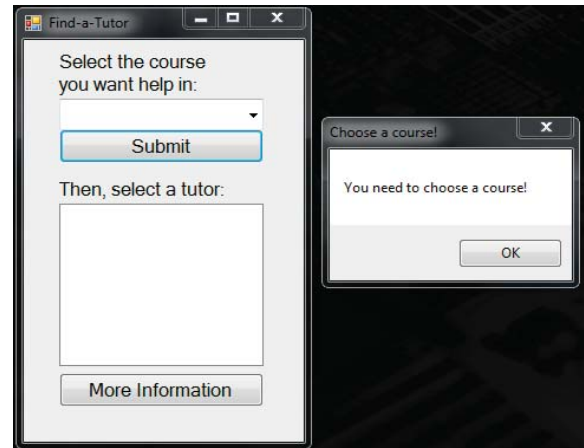 Find-a-Tutor
Select the course
you want help in:
Submit
Then, select a tutor:
More Information
Choose a course!
You need to choose a course!
OK